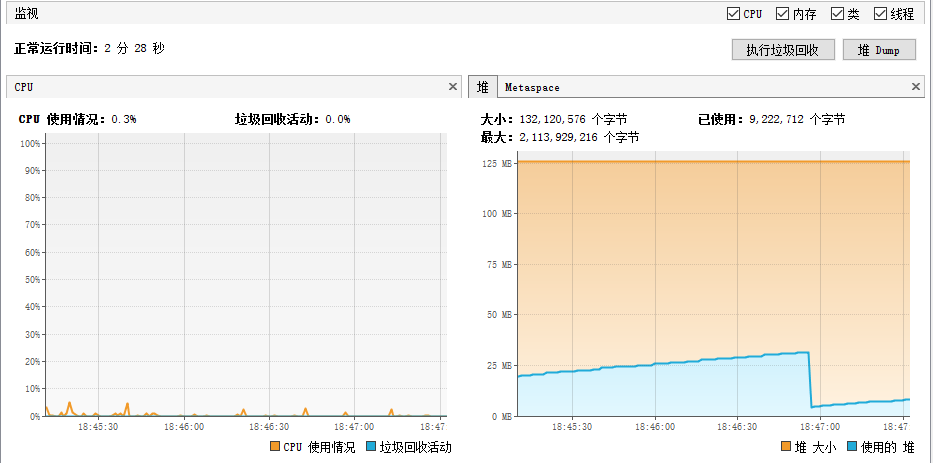 监视
CPU 内存 类 线程
正常运行时间: 2 分 28 秒
执行垃圾回收 堆 Dump
CPU
堆 Metaspace
CPU 使用情况: 0.3% 垃圾回收活动: 0.0%
大小: 132,120,576 个字节 已使用: 9,222,712 个字节
最大: 2,113,929,216 个字节
100%
90%
80%
70%
60%
50%
40%
30%
20%
10%
0%
18:45:30 18:46:00 18:46:30 18:47:00 18:47
CPU 使用情况 垃圾回收活动
125 MB
100 MB
75 MB
50 MB
25 MB
0 MB
18:45:30 18:46:00 18:46:30 18:47:00 18:47
堆 大小 使用的 堆